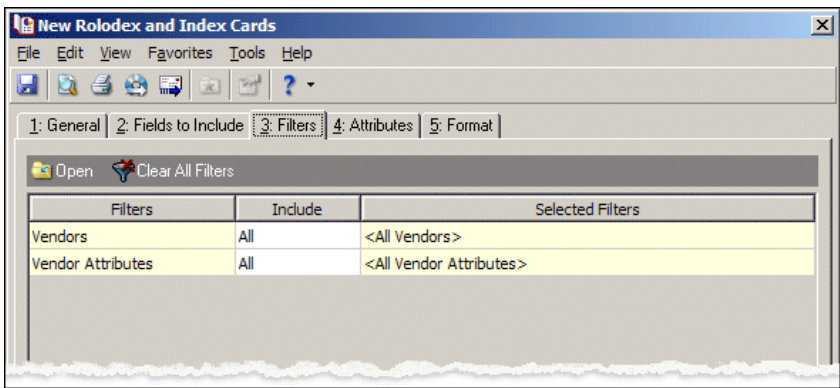 New Rolodex and Index Cards
File Edit View Favorites Tools Help
1: General 2: Fields to Include 3: Filters 4: Attributes 5: Format
Open Clear All Filters
Filters Include Selected Filters
Vendors All <All Vendors>
Vendor Attributes All <All Vendor Attributes>